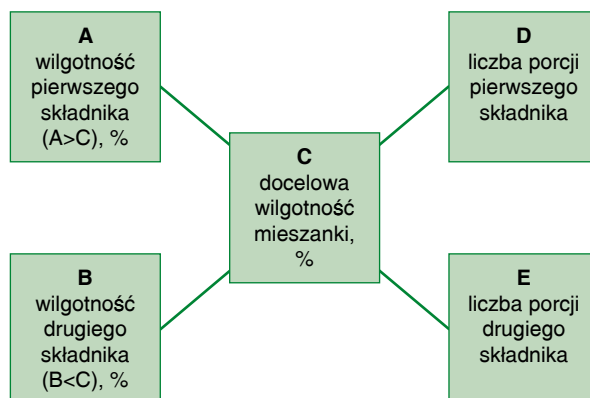 A
wilgotność
pierwszego
składnika
(A>C), %
D
liczba porcji
pierwszego
składnika
C
docelowa
wilgotność
mieszanki,
%
B
wilgotność
drugiego
składnika
(B<C), %
E
liczba porcji
drugiego
składnika